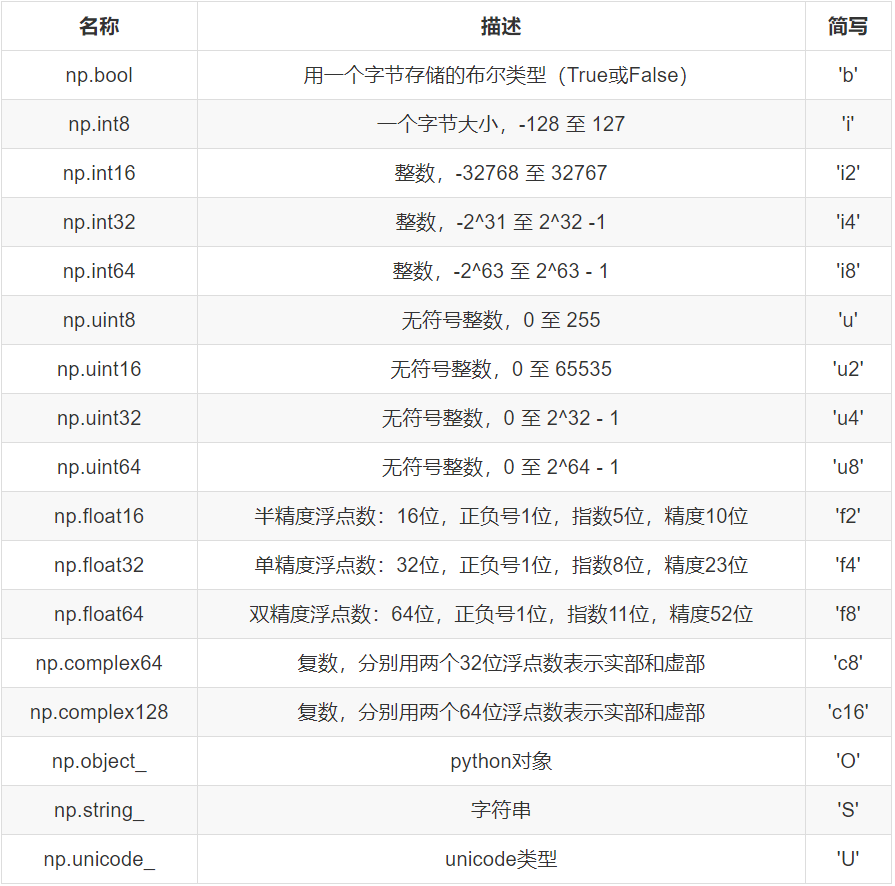 名称 描述 简写
np.bool 用一个字节存储的布尔类型（True或False） 'b'
np.int8 一个字节大小，-128 至 127 'i'
np.int16 整数，-32768 至 32767 'i2'
np.int32 整数，-2^31 至 2^32 -1 'i4'
np.int64 整数，-2^63 至 2^63 - 1 'i8'
np.uint8 无符号整数，0 至 255 'u'
np.uint16 无符号整数，0 至 65535 'u2'
np.uint32 无符号整数，0 至 2^32 - 1 'u4'
np.uint64 无符号整数，0 至 2^64 - 1 'u8'
np.float16 半精度浮点数：16位，正负号1位，指数5位，精度10位 'f2'
np.float32 单精度浮点数：32位，正负号1位，指数8位，精度23位 'f4'
np.float64 双精度浮点数：64位，正负号1位，指数11位，精度52位 'f8'
np.complex64 复数，分别用两个32位浮点数表示实部和虚部 'c8'
np.complex128 复数，分别用两个64位浮点数表示实部和虚部 'c16'
np.object_ python对象 'O'
np.string_ 字符串 'S'
np.unicode_ unicode类型 'U'